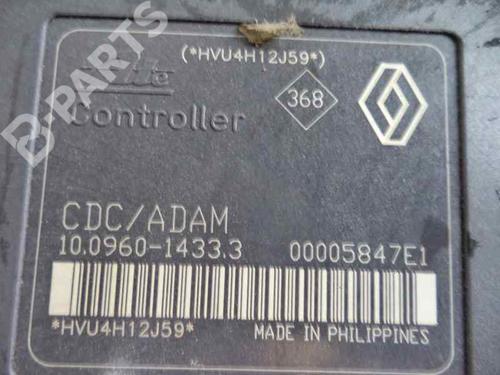 (*HVU4H12J59*)
368
Controller
CDC/ADAM
10.0960-1433.3 00005847E1
*HVU4H12J59* MADE IN PHILIPPINES
B-PARTS